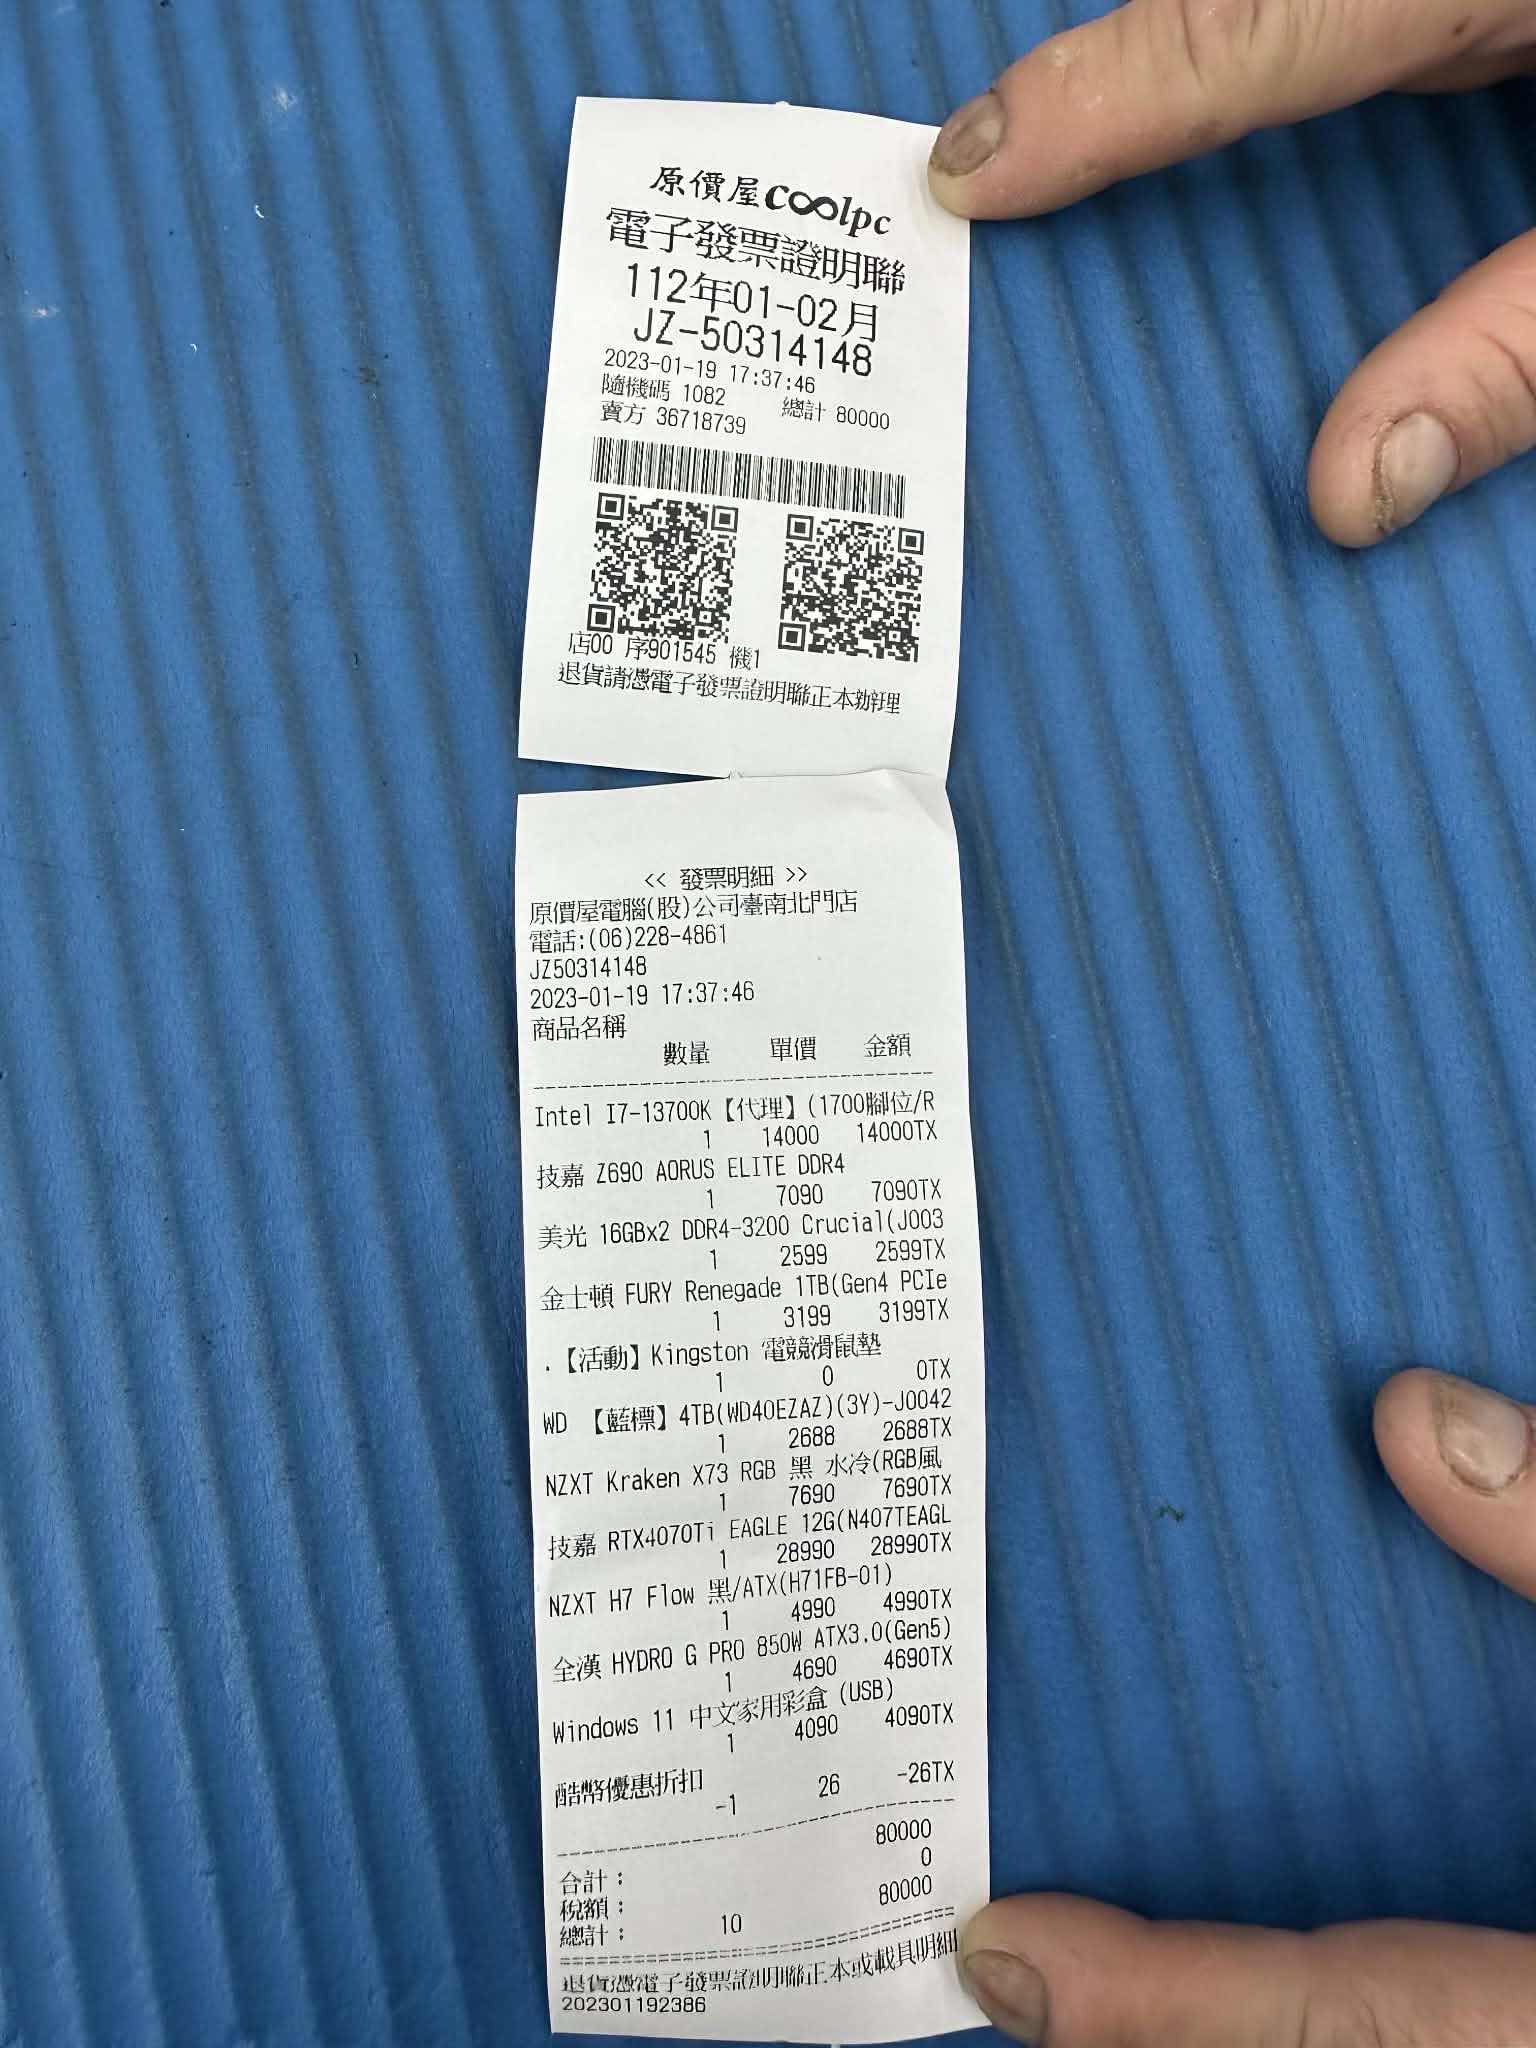 原價屋coolpc
電子發票證明聯
112年01-02月
JZ-50314148
2023-01-19 17:37:46
隨機碼 1082 總計 80000
賣方 36718739
店00 序901545 機1
退貨請憑電子發票證明聯正本辦理
<< 發票明細 >>
原價屋電腦(股)公司臺南北門店
電話:(06)228-4861
JZ50314148
2023-01-19 17:37:46
商品名稱
數量 單價 金額
Intel I7-13700K【代理】(1700腳位/R
1 14000 14000TX
技嘉 Z690 AORUS ELITE DDR4
1 7090 7090TX
美光 16GBx2 DDR4-3200 Crucial(J003
1 2599 2599TX
金士頓 FURY Renegade 1TB(Gen4 PCIe
1 3199 3199TX
.【活動】Kingston 電競滑鼠墊
1 0 0TX
WD 【藍標】4TB(WD40EZAZ)(3Y)-J0042
1 2688 2688TX
NZXT Kraken X73 RGB 黑 水冷(RGB風
1 7690 7690TX
技嘉 RTX4070Ti EAGLE 12G(N407TEAGL
1 28990 28990TX
NZXT H7 Flow 黑/ATX(H71FB-01)
1 4990 4990TX
全漢 HYDRO G PRO 850W ATX3.0(Gen5)
1 4690 4690TX
Windows 11 中文家用彩盒 (USB)
1 4090 4090TX
酷幣優惠折扣
-1 26 -26TX
合計： 80000
稅額： 0
總計： 10 80000
退貨憑電子發票證明聯正本或載具明細
202301192386